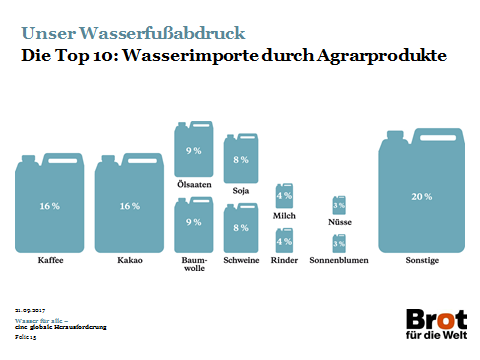 Unser Wasserfußabdruck
Die Top 10: Wasserimporte durch Agrarprodukte
9 %
Ölsaaten
8 %
Soja
16 %
Kaffee
16 %
Kakao
9 %
Baum-
wolle
8 %
Schweine
4 %
Milch
4 %
Rinder
3 %
Nüsse
3 %
Sonnenblumen
20 %
Sonstige
21.09.2017
Wasser für alle –
eine globale Herausforderung
Folie 15
Brot
für die Welt